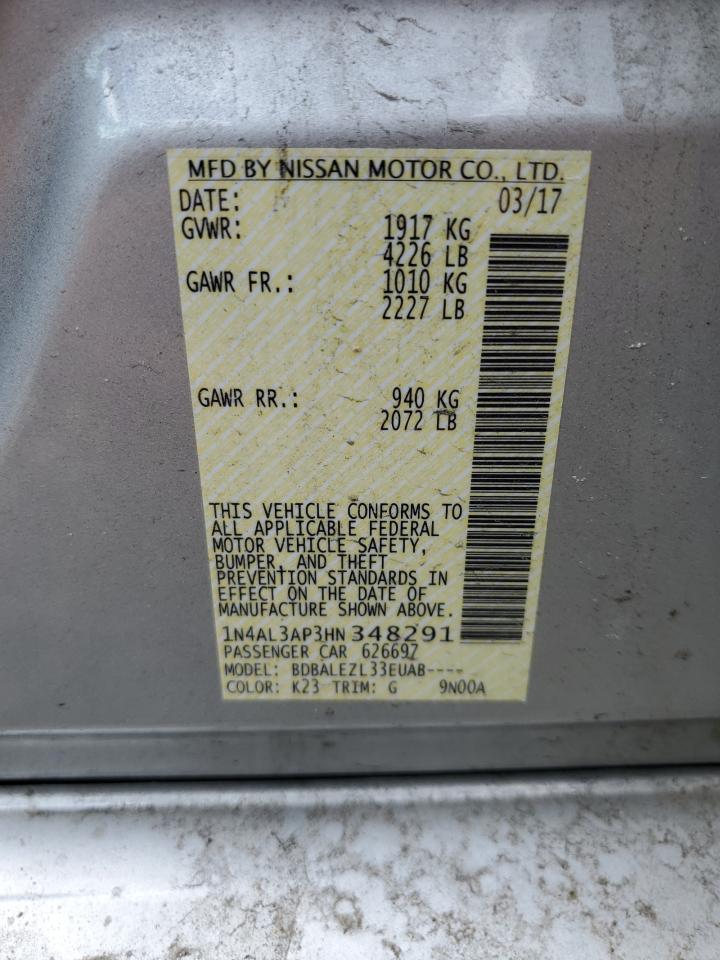 MFD BY NISSAN MOTOR CO., LTD.
DATE: 03/17
GVWR: 1917 KG
4226 LB
GAWR FR.: 1010 KG
2227 LB
GAWR RR.: 940 KG
2072 LB
THIS VEHICLE CONFORMS TO
ALL APPLICABLE FEDERAL
MOTOR VEHICLE SAFETY,
BUMPER, AND THEFT
PREVENTION STANDARDS IN
EFFECT ON THE DATE OF
MANUFACTURE SHOWN ABOVE.
1N4AL3AP3HN348291
PASSENGER CAR 626697
MODEL: BDBALEZL33EUAB----
COLOR: K23 TRIM: G 9N00A